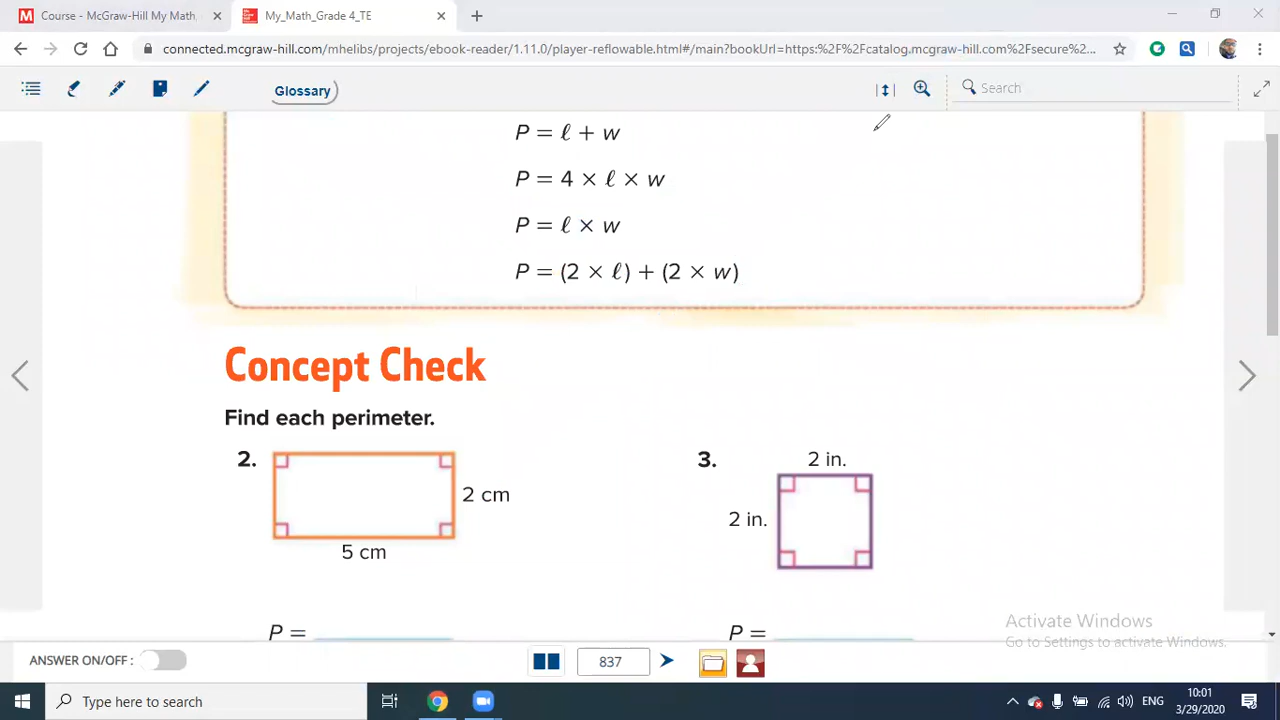 Course - McGraw-Hill My Math,
My_Math_Grade 4_TE
connected.mcgraw-hill.com/mhelibs/projects/ebook-reader/1.11.0/player-reflowable.html#/main?bookUrl=https:%2F%2Fcatalog.mcgraw-hill.com%2Fsecure%2...
Glossary
Search
P = ℓ + w
P = 4 × ℓ × w
P = ℓ × w
P = (2 × ℓ) + (2 × w)
Concept Check
Find each perimeter.
2.
2 cm
5 cm
P =
3.
2 in.
2 in.
P =
Activate Windows
Go to Settings to activate Windows.
ANSWER ON/OFF :
837
Type here to search
ENG
10:01
3/29/2020